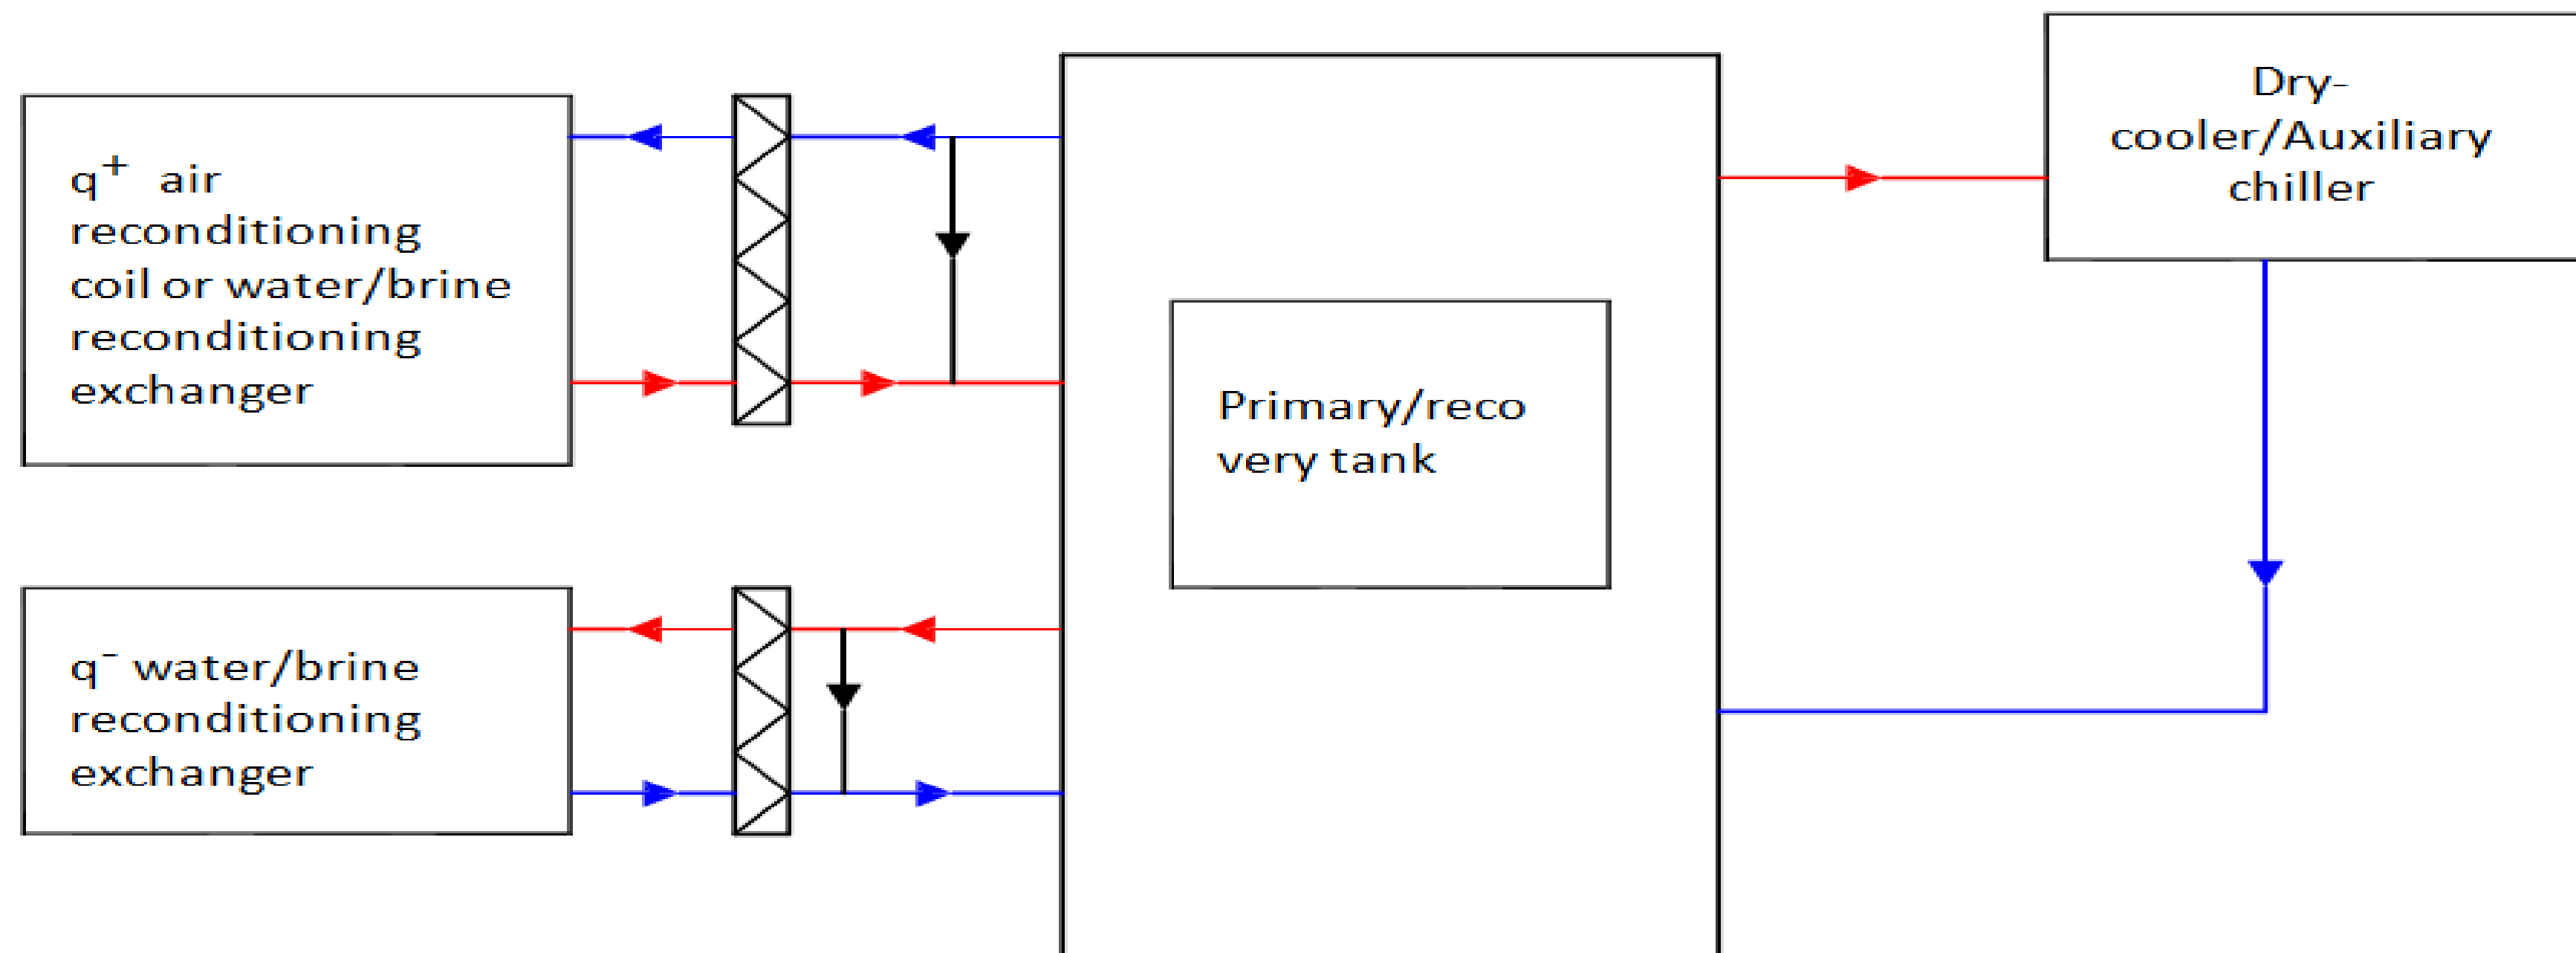 q⁺ air
reconditioning
coil or water/brine
reconditioning
exchanger
Dry-
cooler/Auxiliary
chiller
Primary/reco
very tank
q⁻ water/brine
reconditioning
exchanger